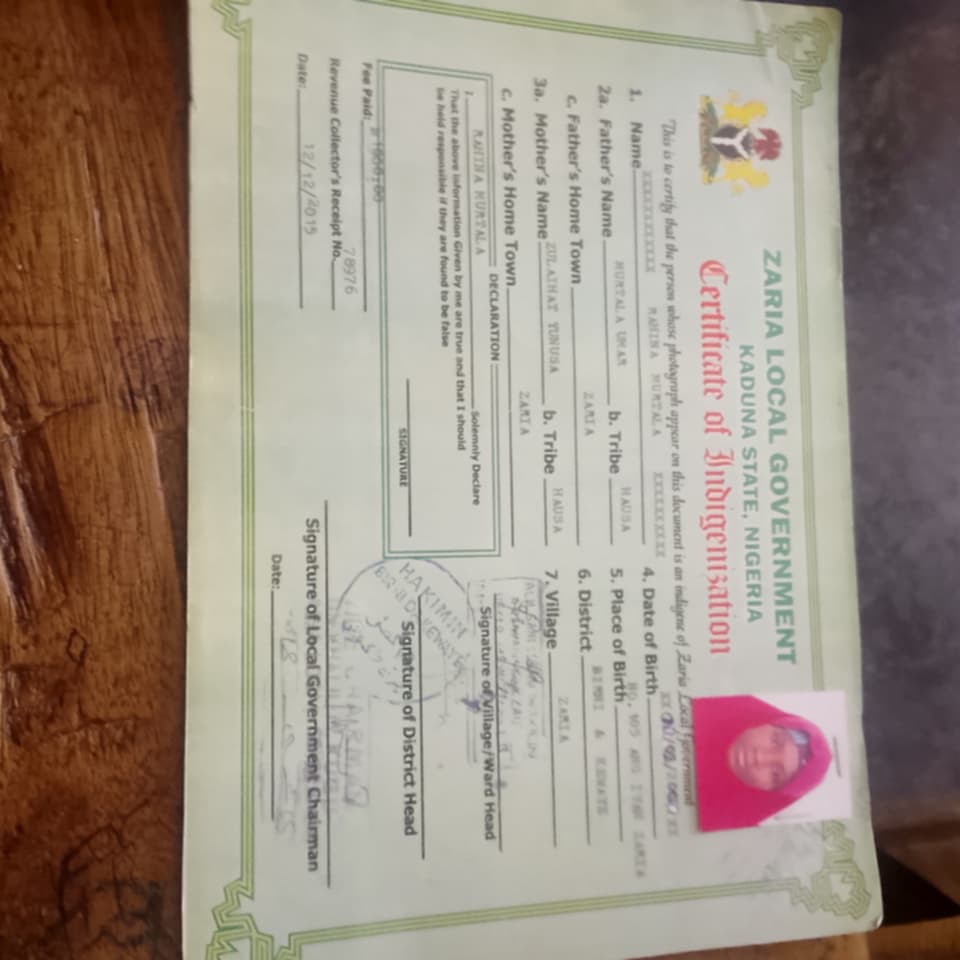 ZARIA LOCAL GOVERNMENT
KADUNA STATE, NIGERIA
Certificate of Indigenisation
This is to certify that the person whose photograph appear on this document is an indigene of Zaria Local Government
1. Name XXXXXXXXXXX MURTALA XXXXXXXXX
2a. Father's Name MURTALA UMAR b. Tribe HAUSA
c. Father's Home Town ZARIA
3a. Mother's Name ZULAIHAT YUNUSA b. Tribe HAUSA
c. Mother's Home Town ZARIA
4. Date of Birth
5. Place of Birth ZARIA
6. District
7. Village ZARIA
DECLARATION
I MURTALA Solemnly Declare
That the above information Given by me are true and that I should
be held responsible if they are found to be false
SIGNATURE
Fee Paid:
Revenue Collector's Receipt No. 78976
Date: 12/12/2015
Signature of Village/Ward Head
HAKIMIN
Signature of District Head
Signature of Local Government Chairman
Date: